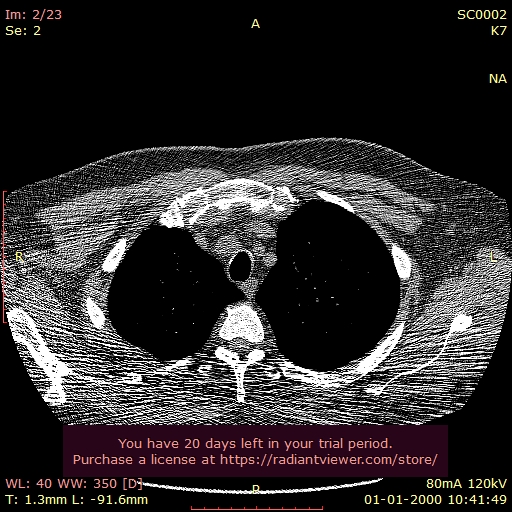 Im: 2/23
Se: 2
A
SC0002
K7
NA
R
L
You have 20 days left in your trial period.
Purchase a license at https://radiantviewer.com/store/
P
WL: 40 WW: 350 [D]
T: 1.3mm L: -91.6mm
80mA 120kV
01-01-2000 10:41:49